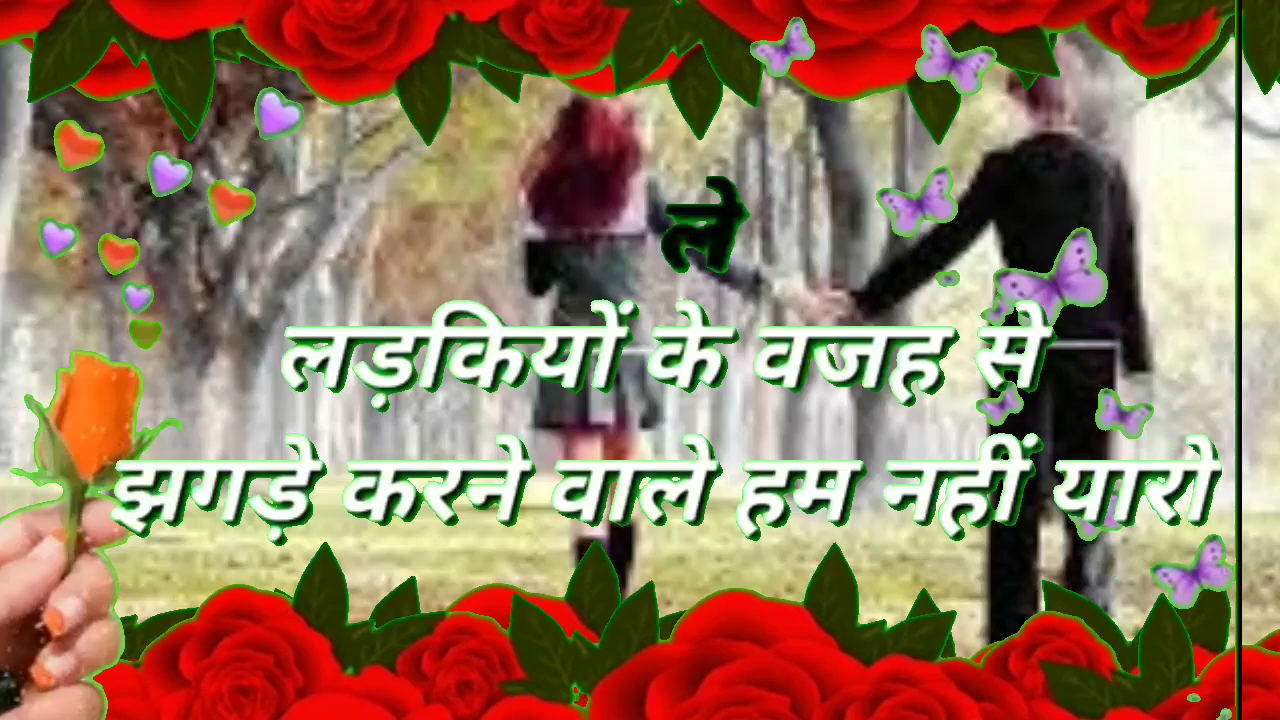 ले
लड़कियों के वजह से
झगड़े करने वाले हम नहीं यारो